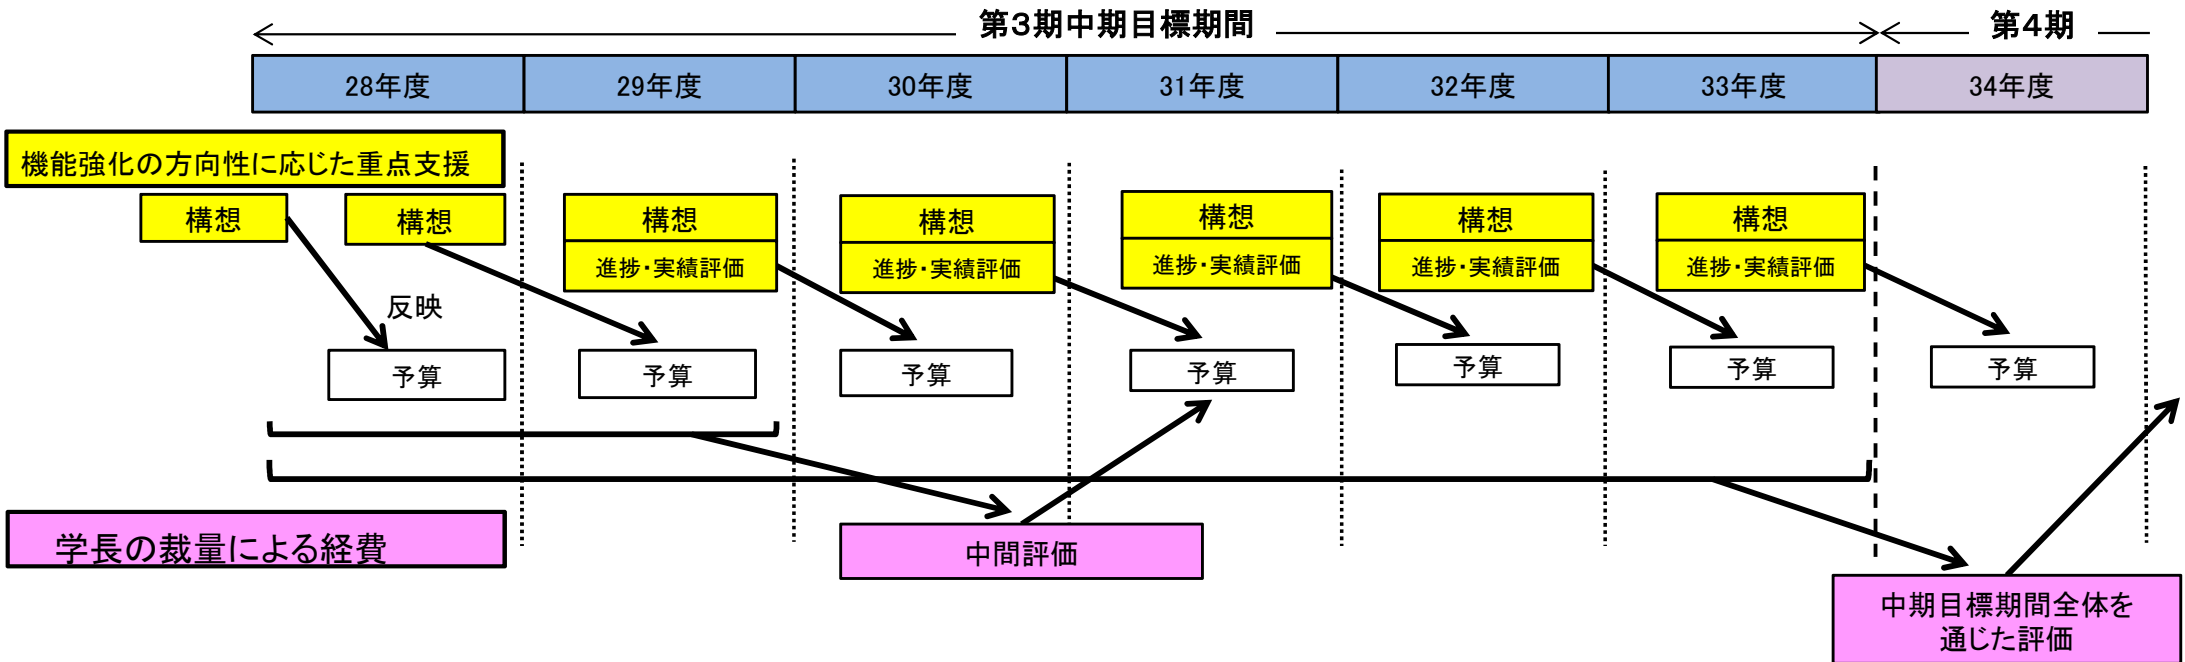 第3期中期目標期間
第4期
28年度
29年度
30年度
31年度
32年度
33年度
34年度
機能強化の方向性に応じた重点支援
構想
構想
構想
構想
構想
構想
構想
進捗・実績評価
進捗・実績評価
進捗・実績評価
進捗・実績評価
進捗・実績評価
反映
予算
予算
予算
予算
予算
予算
予算
学長の裁量による経費
中間評価
中期目標期間全体を
通じた評価